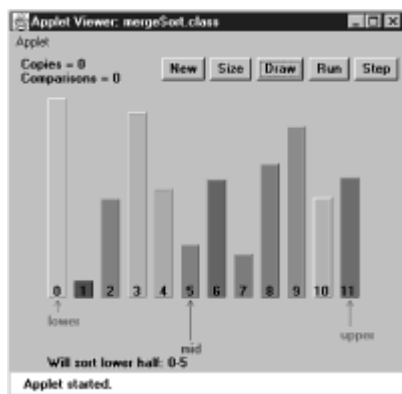 Applet Viewer: mergeSort.class
Applet
Copies = 0
Comparisons = 0
New Size Draw Run Step
0 1 2 3 4 5 6 7 8 9 10 11
lower
mid
upper
Will sort lower half: 0-5
Applet started.